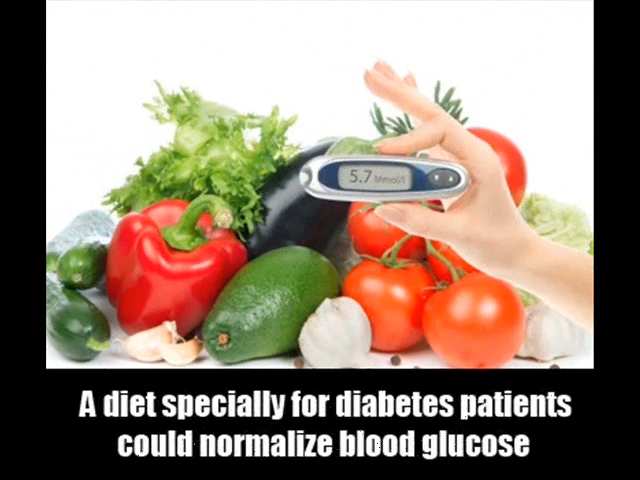 5.7 Mmol/l
A diet specially for diabetes patients
could normalize blood glucose